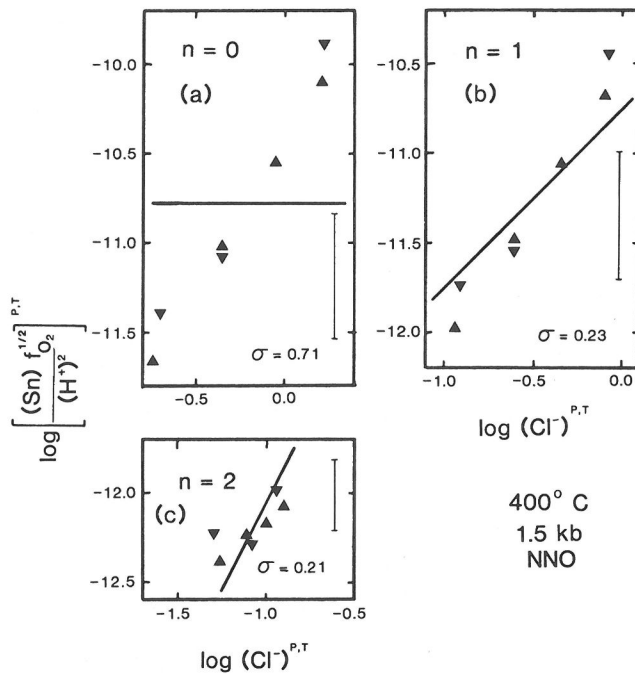 n = 0
(a)
-10.0
-10.5
-11.0
-11.5
σ = 0.71
-0.5 0.0
n = 1
(b)
-10.5
-11.0
-11.5
-12.0
σ = 0.23
-1.0 -0.5 0.0
log (Cl⁻)ᴾ·ᵀ
log [ (Sn) f O₂ ^1/2 / (H⁺)² ] P,T
n = 2
(c)
-12.0
-12.5
σ = 0.21
-1.5 -1.0 -0.5
log (Cl⁻)ᴾ·ᵀ
400° C
1.5 kb
NNO